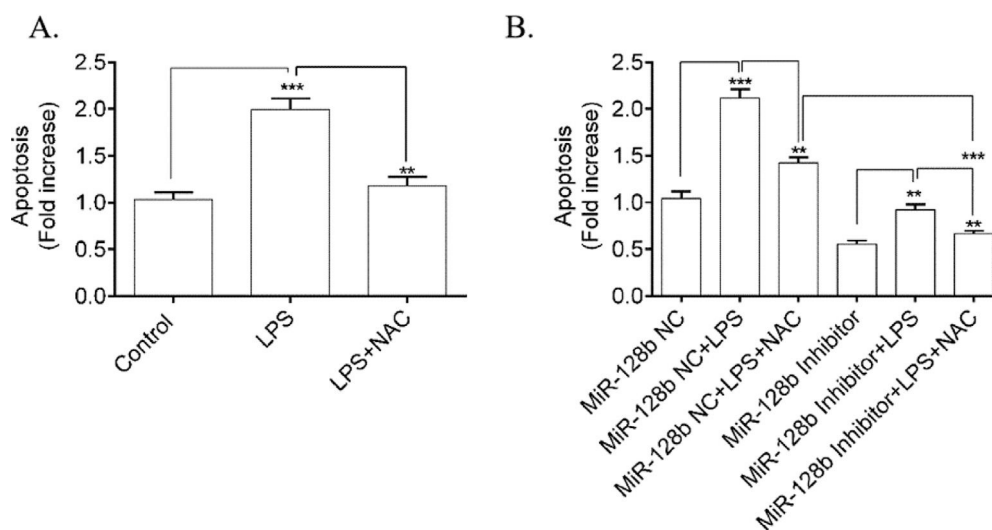 A.
Apoptosis
(Fold increase)
2.5
2.0
1.5
1.0
0.5
0.0
***
**
Control
LPS
LPS+NAC
B.
Apoptosis
(Fold increase)
2.5
2.0
1.5
1.0
0.5
0.0
***
**
**
***
**
MiR-128b NC
MiR-128b NC+LPS
MiR-128b NC+LPS+NAC
MiR-128b Inhibitor
MiR-128b Inhibitor+LPS
MiR-128b Inhibitor+LPS+NAC